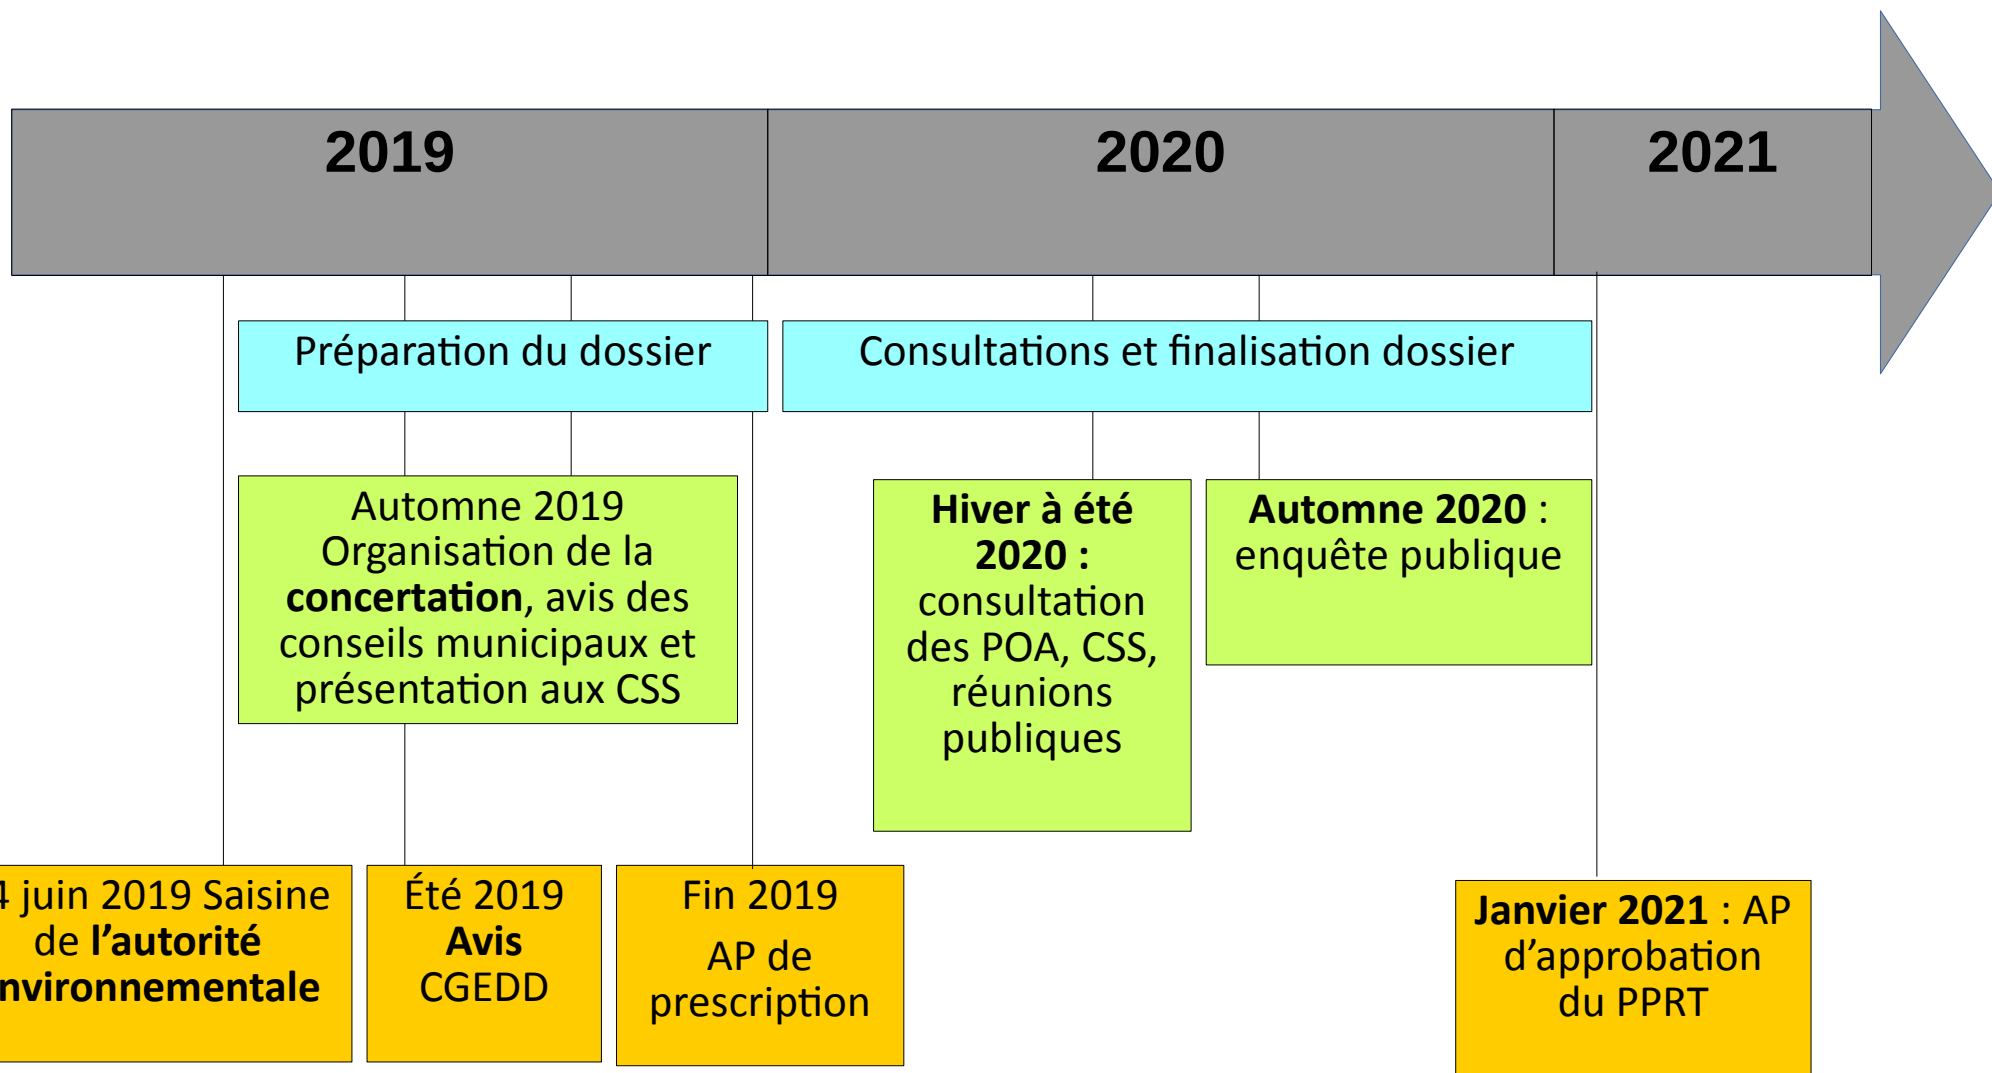 2019
2020
2021
Préparation du dossier
Consultations et finalisation dossier
Automne 2019
Organisation de la
concertation, avis des
conseils municipaux et
présentation aux CSS
Hiver à été
2020 :
consultation
des POA, CSS,
réunions
publiques
Automne 2020 :
enquête publique
4 juin 2019 Saisine
de l'autorité
nvironnementale
Été 2019
Avis
CGEDD
Fin 2019
AP de
prescription
Janvier 2021 : AP
d’approbation
du PPRT